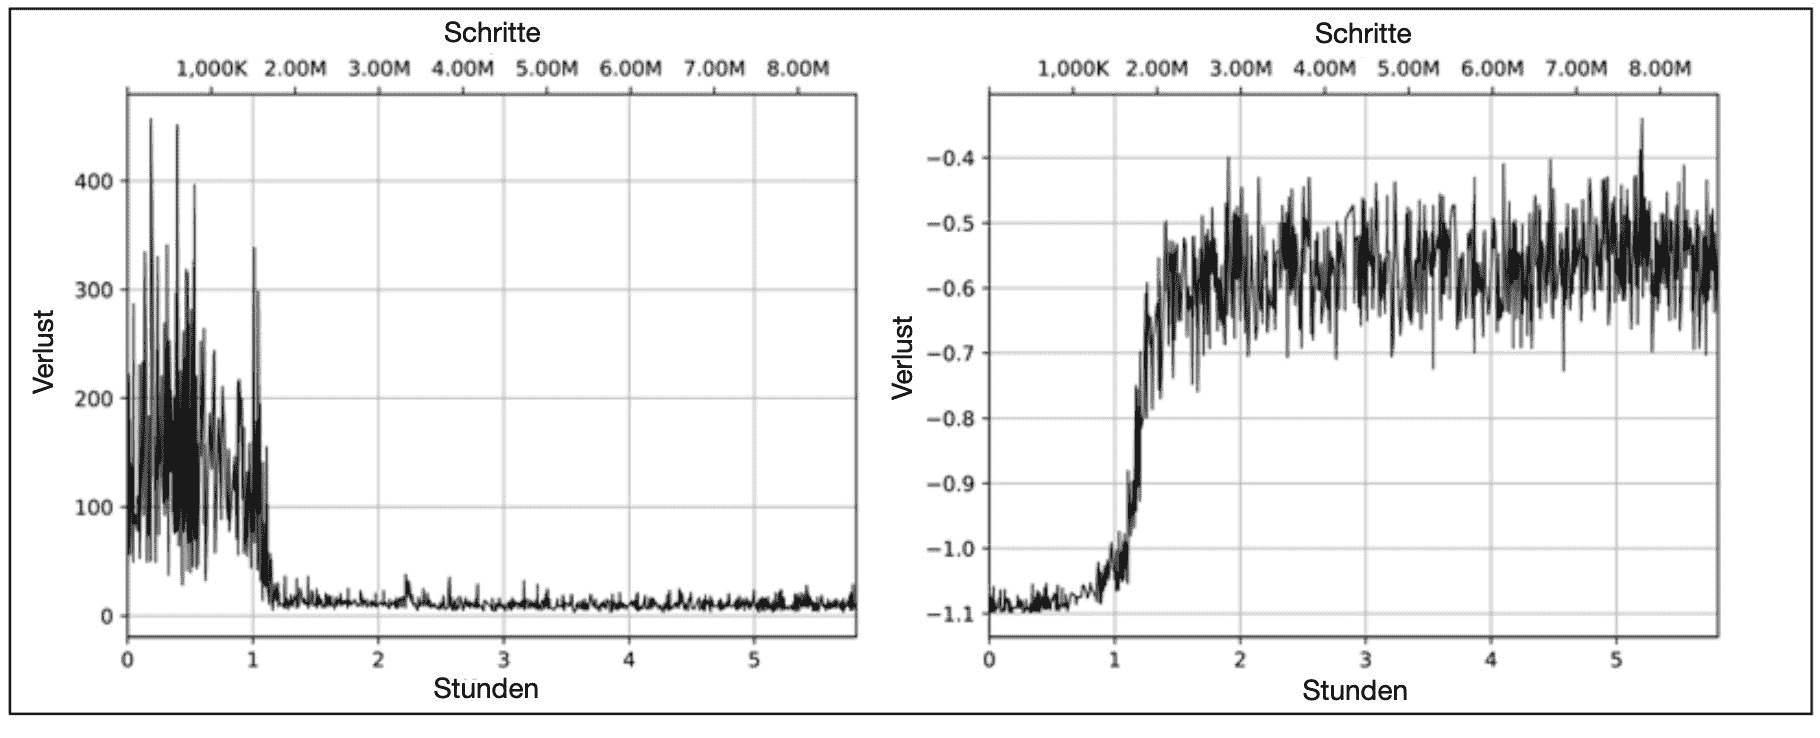 Schritte
1,000K 2.00M 3.00M 4.00M 5.00M 6.00M 7.00M 8.00M
400
300
200
100
0
Verlust
0 1 2 3 4 5
Stunden
Schritte
1,000K 2.00M 3.00M 4.00M 5.00M 6.00M 7.00M 8.00M
−0.4
−0.5
−0.6
−0.7
−0.8
−0.9
−1.0
−1.1
Verlust
0 1 2 3 4 5
Stunden